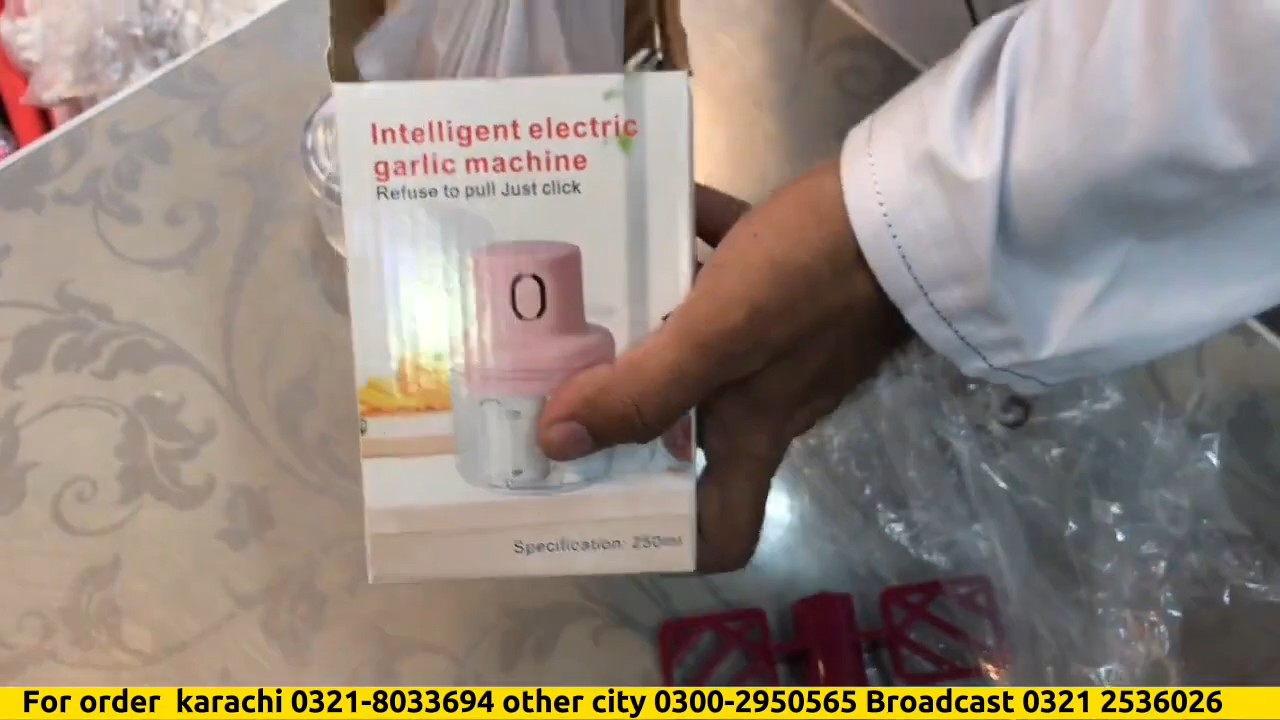 Intelligent electric
garlic machine
Refuse to pull Just click
Specification: 250ml
For order karachi 0321-8033694 other city 0300-2950565 Broadcast 0321 2536026